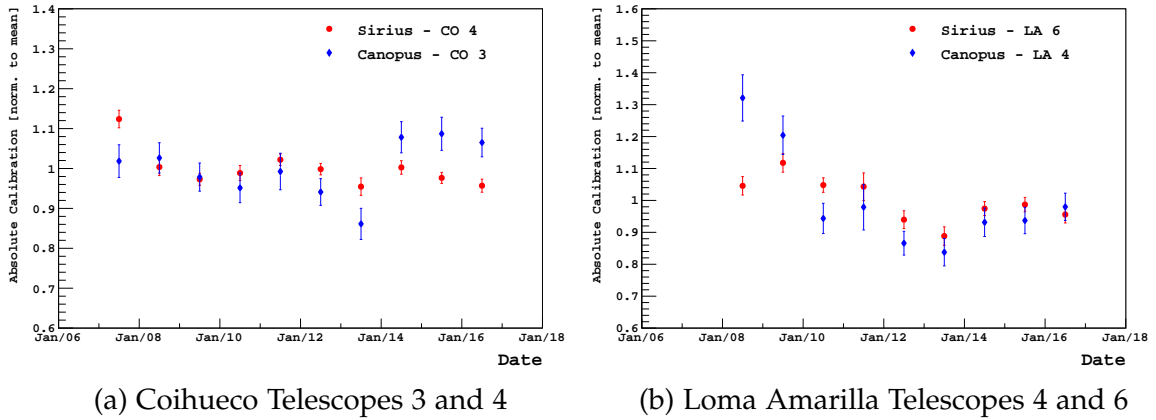 Absolute Calibration [norm. to mean]
1.4
1.3
1.2
1.1
1
0.9
0.8
0.7
0.6
Sirius - CO 4
Canopus - CO 3
Jan/06
Jan/08
Jan/10
Jan/12
Jan/14
Jan/16
Jan/18
Date
(a) Coihueco Telescopes 3 and 4
Absolute Calibration [norm. to mean]
1.6
1.5
1.4
1.3
1.2
1.1
1
0.9
0.8
0.7
0.6
Sirius - LA 6
Canopus - LA 4
Jan/06
Jan/08
Jan/10
Jan/12
Jan/14
Jan/16
Jan/18
Date
(b) Loma Amarilla Telescopes 4 and 6